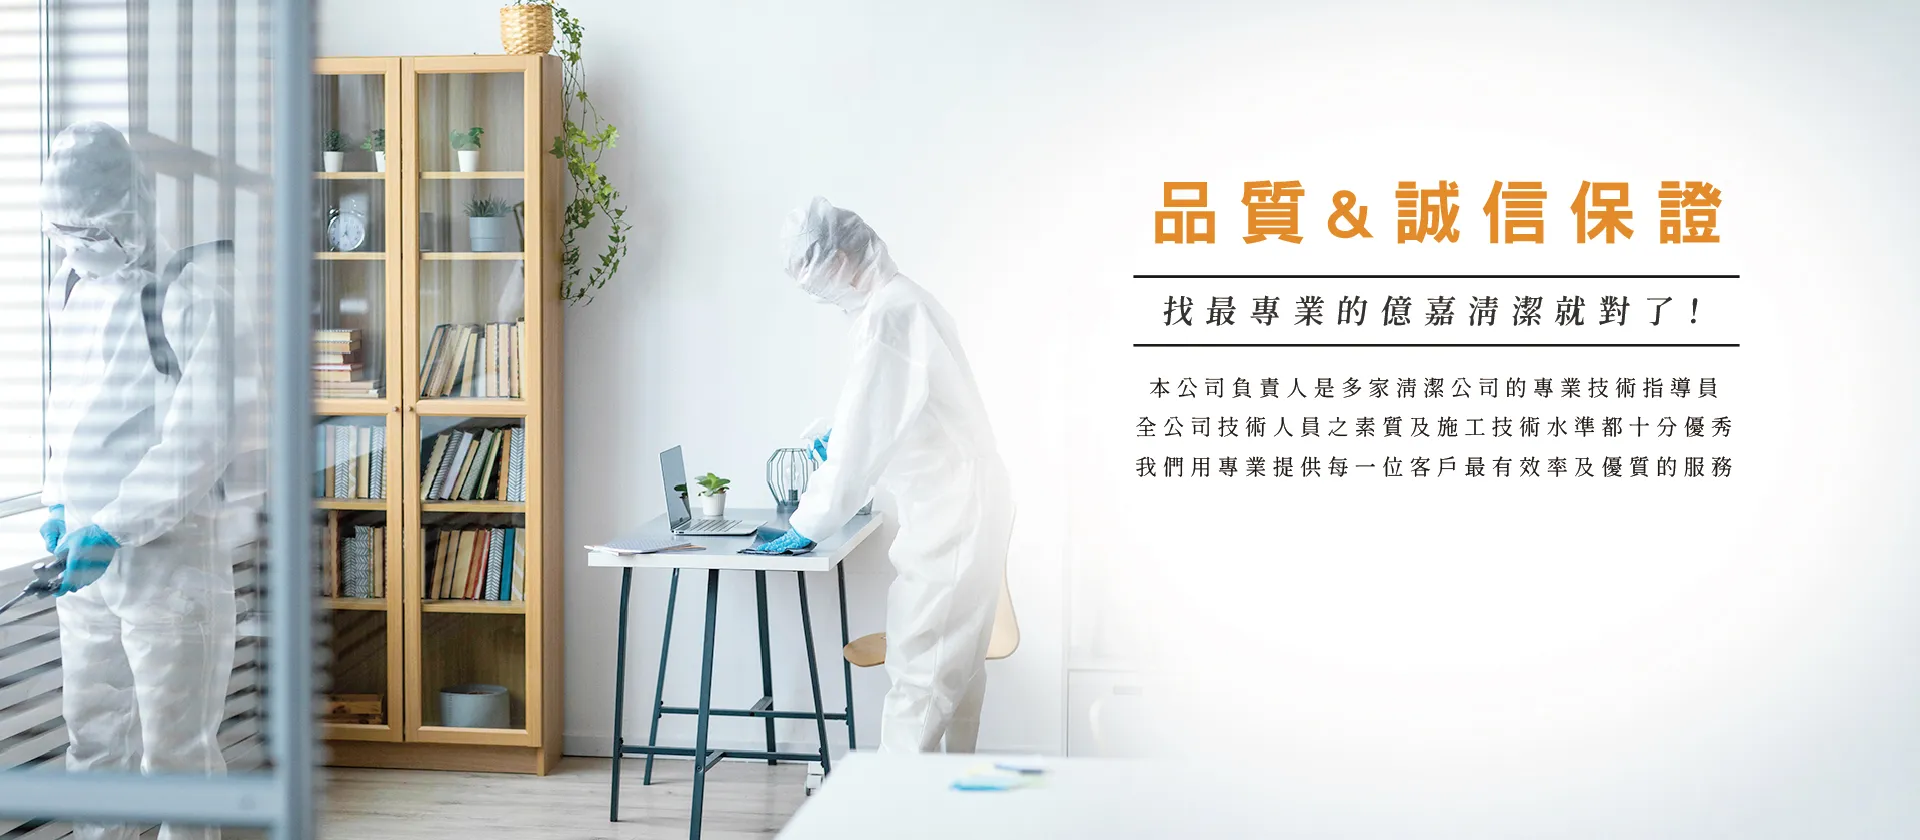 品質&誠信保證
找最專業的億嘉清潔就對了!
本公司負責人是多家清潔公司的專業技術指導員
全公司技術人員之素質及施工技術水準都十分優秀
我們用專業提供每一位客戶最有效率及優質的服務